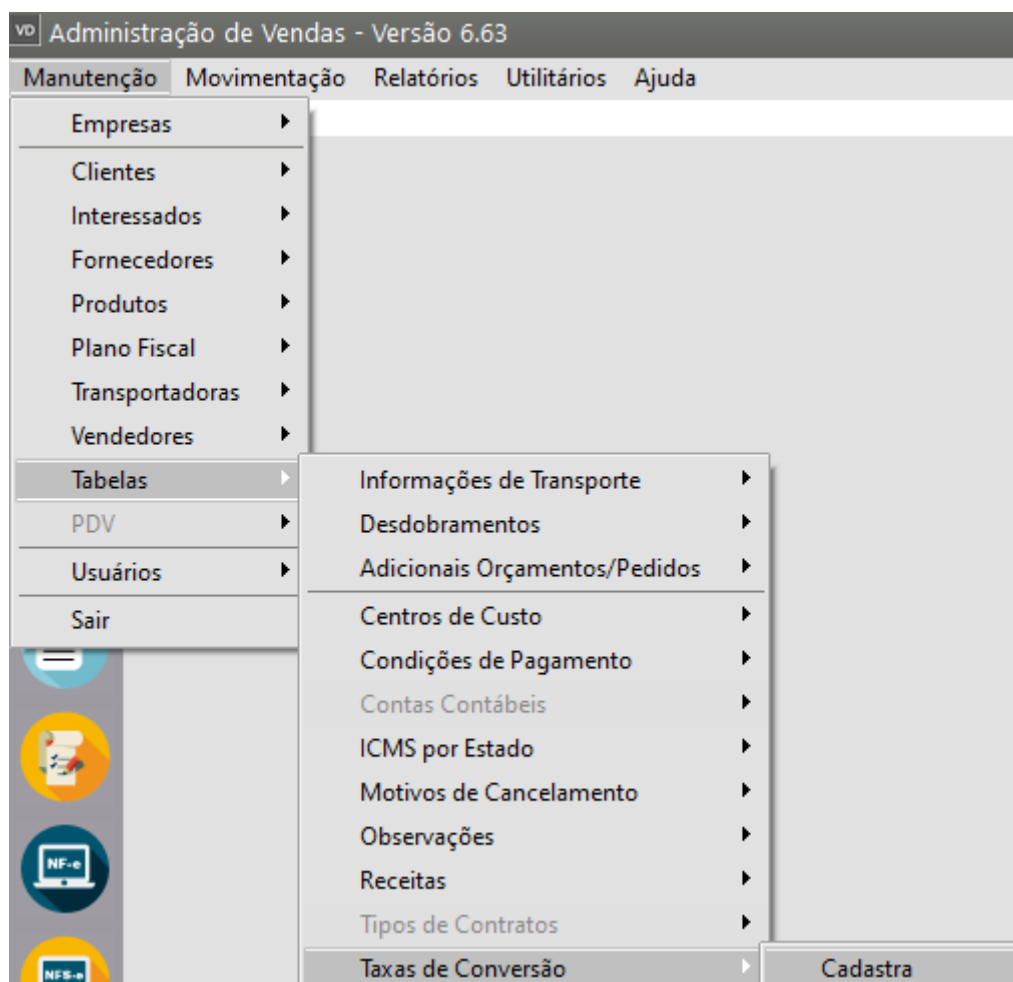 VD Administração de Vendas - Versão 6.63
Manutenção Movimentação Relatórios Utilitários Ajuda
Empresas
Clientes
Interessados
Fornecedores
Produtos
Plano Fiscal
Transportadoras
Vendedores
Tabelas
PDV
Usuários
Sair
Informações de Transporte
Desdobramentos
Adicionais Orçamentos/Pedidos
Centros de Custo
Condições de Pagamento
Contas Contábeis
ICMS por Estado
Motivos de Cancelamento
Observações
Receitas
Tipos de Contratos
Taxas de Conversão
Cadastra
NF-e
NFS-e